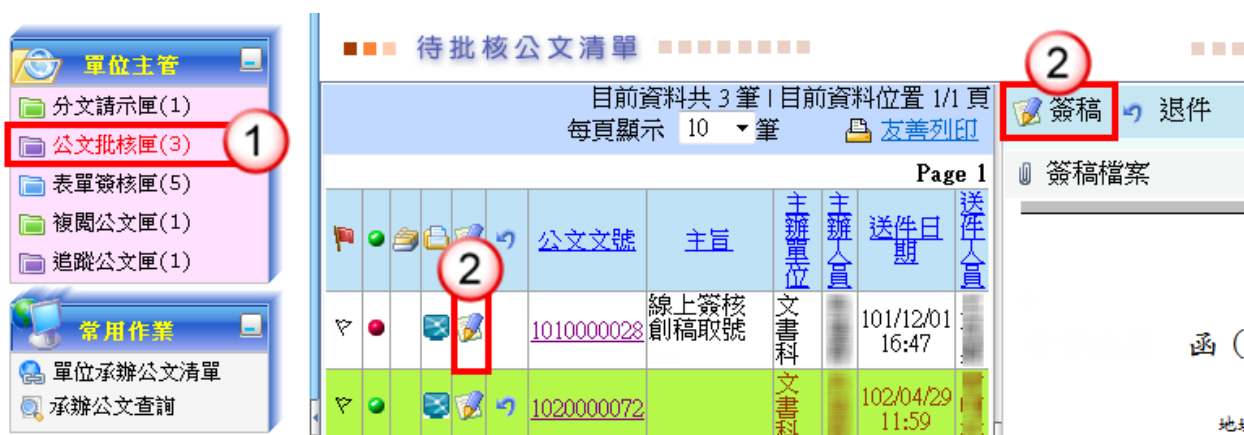 單位主管
分文請示匣(1)
公文批核匣(3)
1
表單簽核匣(5)
複閱公文匣(1)
追蹤公文匣(1)
常用作業
單位承辦公文清單
承辦公文查詢
待批核公文清單
目前資料共 3 筆 | 目前資料位置 1/1 頁
每頁顯示 10 筆 友善列印
Page 1
公文文號 主旨 主辦單位 主辦人員 送件日期 送件人員
2
1010000028 線上簽核創稿取號 文書科 101/12/01 16:47
1020000072 文書科 102/04/29 11:59
2
簽稿 退件
簽稿檔案
函 (